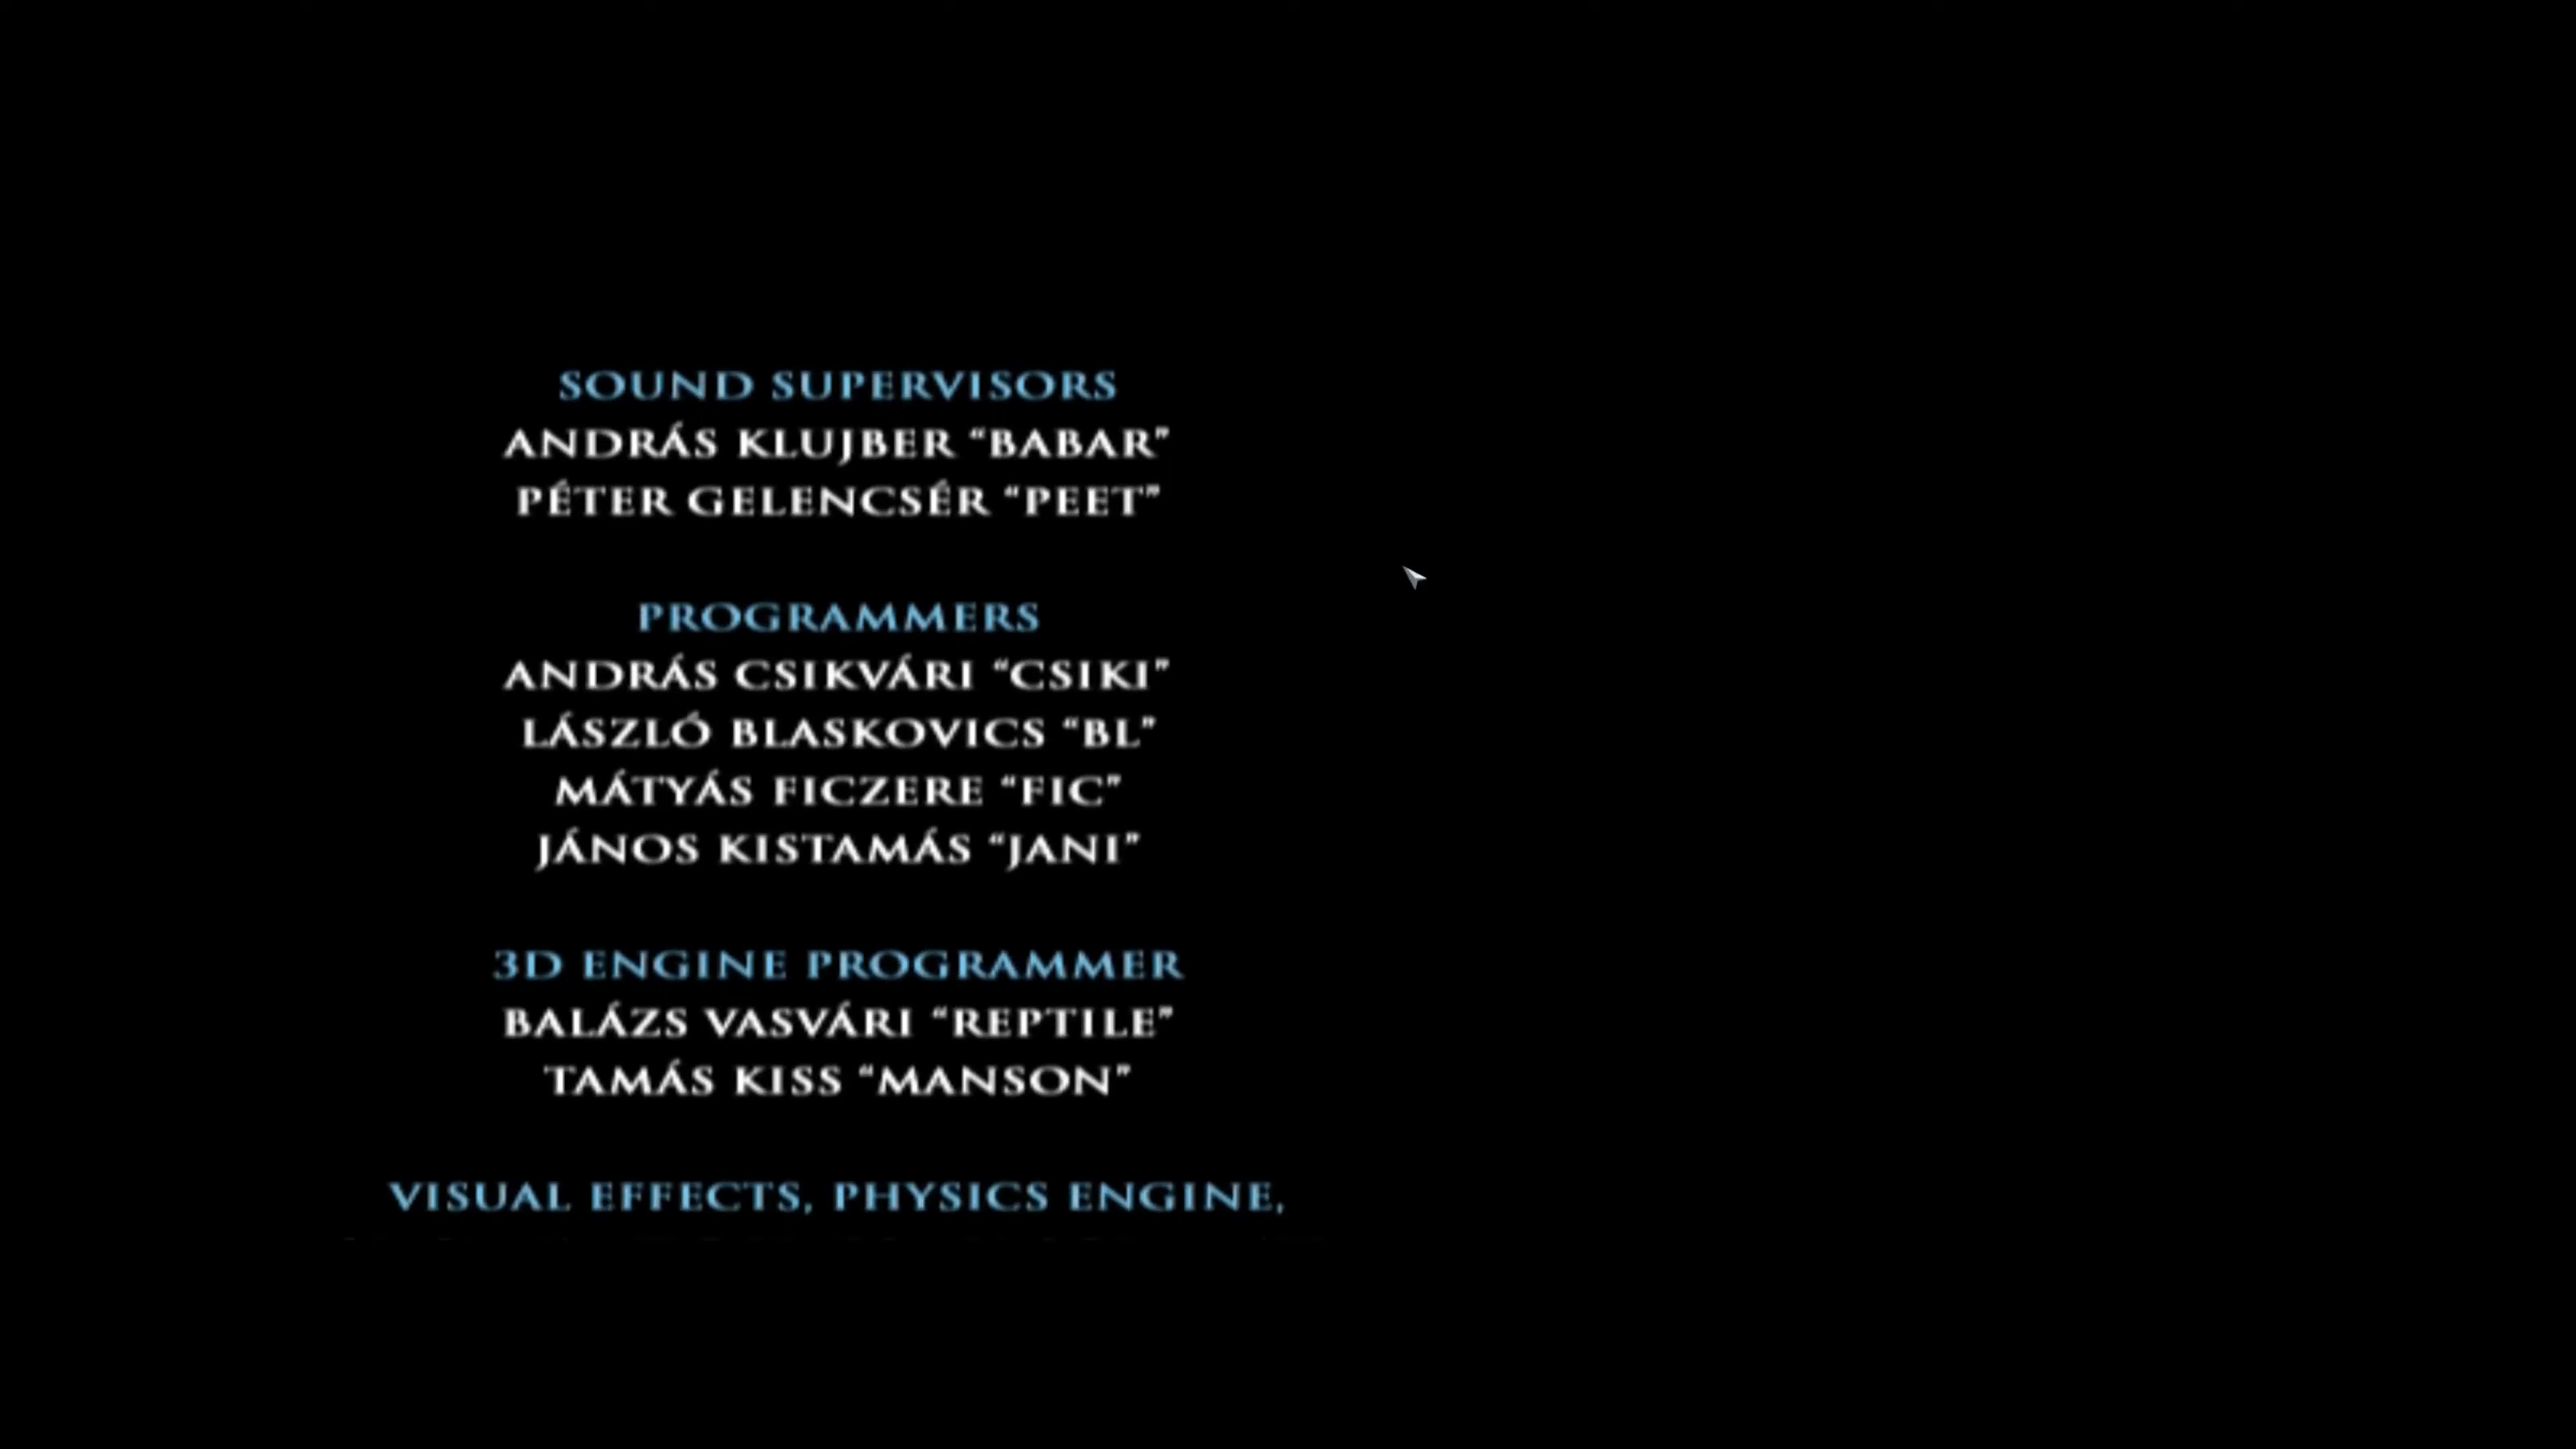 SOUND SUPERVISORS
ANDRÁS KLUJBER “BABAR”
PÉTER GELENCSÉR “PEET”
PROGRAMMERS
ANDRÁS CSIKVÁRI “CSIKI”
LÁSZLÓ BLASKOVICS “BL”
MÁTYÁS FICZERE “FIC”
JÁNOS KISTAMÁS “JANI”
3D ENGINE PROGRAMMER
BALÁZS VASVÁRI “REPTILE”
TAMÁS KISS “MANSON”
VISUAL EFFECTS, PHYSICS ENGINE,